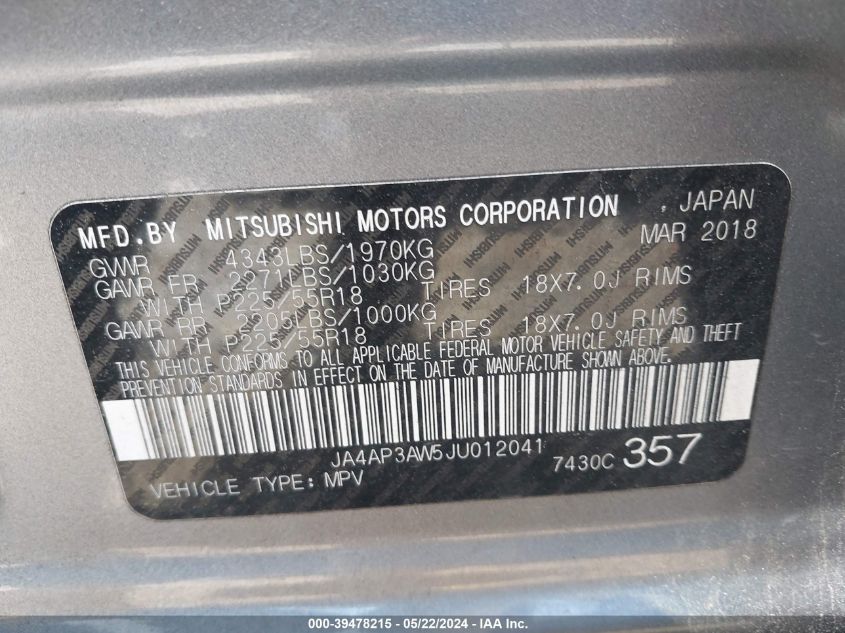 MFD.BY MITSUBISHI MOTORS CORPORATION , JAPAN
MAR 2018
GVWR 4343LBS/1970KG
GAWR FR 2271LBS/1030KG
WITH P225/55R18 TIRES 18X7.0J RIMS
GAWR RR 2205LBS/1000KG
WITH P225/55R18 TIRES 18X7.0J RIMS
THIS VEHICLE CONFORMS TO ALL APPLICABLE FEDERAL MOTOR VEHICLE SAFETY AND THEFT
PREVENTION STANDARDS IN EFFECT ON THE DATE OF MANUFACTURE SHOWN ABOVE.
JA4AP3AW5JU012041
7430C 357
VEHICLE TYPE: MPV
000-39478215 - 05/22/2024 - IAA Inc.